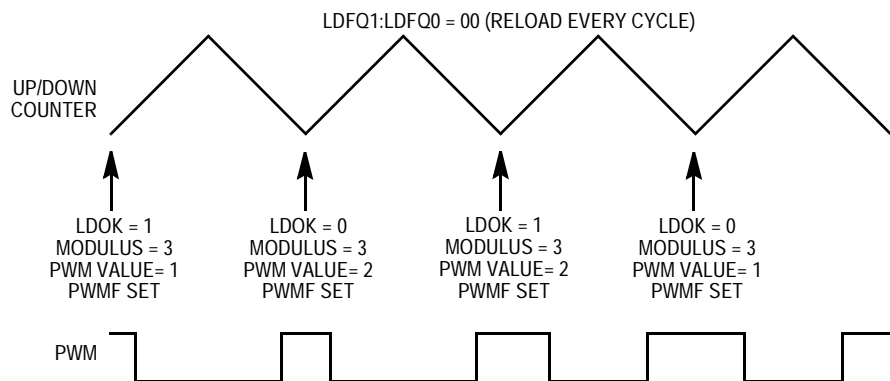 LDFQ1:LDFQ0 = 00 (RELOAD EVERY CYCLE)
UP/DOWN
COUNTER
LDOK = 1
MODULUS = 3
PWM VALUE= 1
PWMF SET
LDOK = 0
MODULUS = 3
PWM VALUE= 2
PWMF SET
LDOK = 1
MODULUS = 3
PWM VALUE= 2
PWMF SET
LDOK = 0
MODULUS = 3
PWM VALUE= 1
PWMF SET
PWM